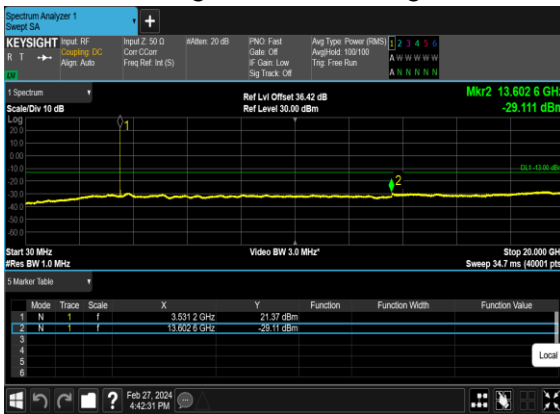 Spectrum Analyzer 1
Swept SA
KEYSIGHT Input: RF Input Z: 50 Ω #Atten: 20 dB PNO: Fast Avg Type: Power (RMS) 1 2 3 4 5 6
R T Coupling: DC Corr CCorr Gate: Off Avg|Hold: 100/100 A W W W W W
Align: Auto Freq Ref: Int (S) IF Gain: Low Trig: Free Run
Sig Track: Off A N N N N N
LV
1 Spectrum Ref Lvl Offset 36.42 dB Mkr2 13.602 6 GHz
Scale/Div 10 dB Ref Level 30.00 dBm -29.111 dBm
Log
20.0
10.0
0.00
-10.0
-20.0
-30.0
-40.0
-50.0
-60.0
1
2
DL1 -13.00 dBm
Start 30 MHz Video BW 3.0 MHz* Stop 20.000 GH
#Res BW 1.0 MHz Sweep 34.7 ms (40001 pts
5 Marker Table
Mode Trace Scale X Y Function Function Width Function Value
1 N 1 f 3.531 2 GHz 21.37 dBm
2 N 1 f 13.602 6 GHz -29.11 dBm
3
4
5
6
Local
Feb 27, 2024
4:42:31 PM